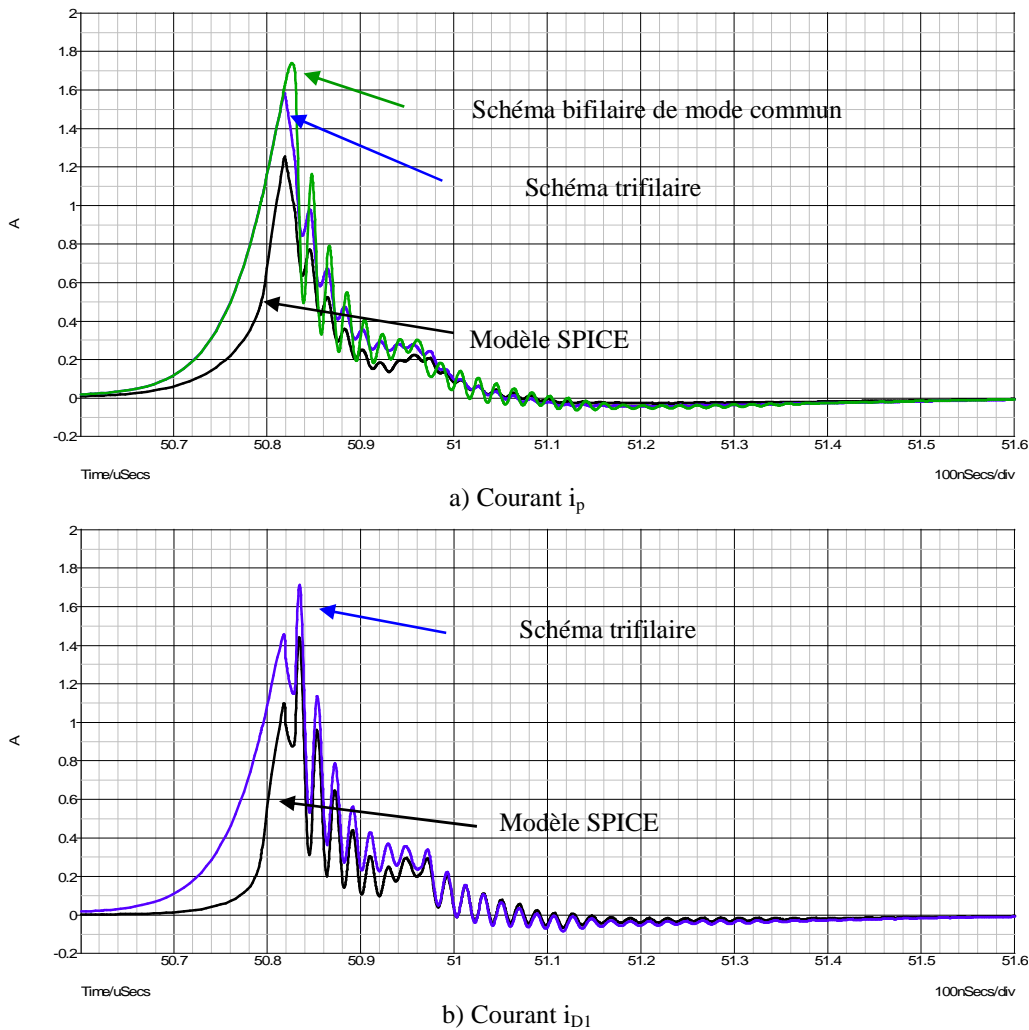 2
1.8
1.6
1.4
1.2
1
0.8
0.6
0.4
0.2
0
-0.2
A
Schéma bifilaire de mode commun
Schéma trifilaire
Modèle SPICE
50.7 50.8 50.9 51 51.1 51.2 51.3 51.4 51.5 51.6
Time/uSecs 100nSecs/div
a) Courant ip
2
1.8
1.6
1.4
1.2
1
0.8
0.6
0.4
0.2
0
-0.2
A
Schéma trifilaire
Modèle SPICE
50.7 50.8 50.9 51 51.1 51.2 51.3 51.4 51.5 51.6
Time/uSecs 100nSecs/div
b) Courant iD1